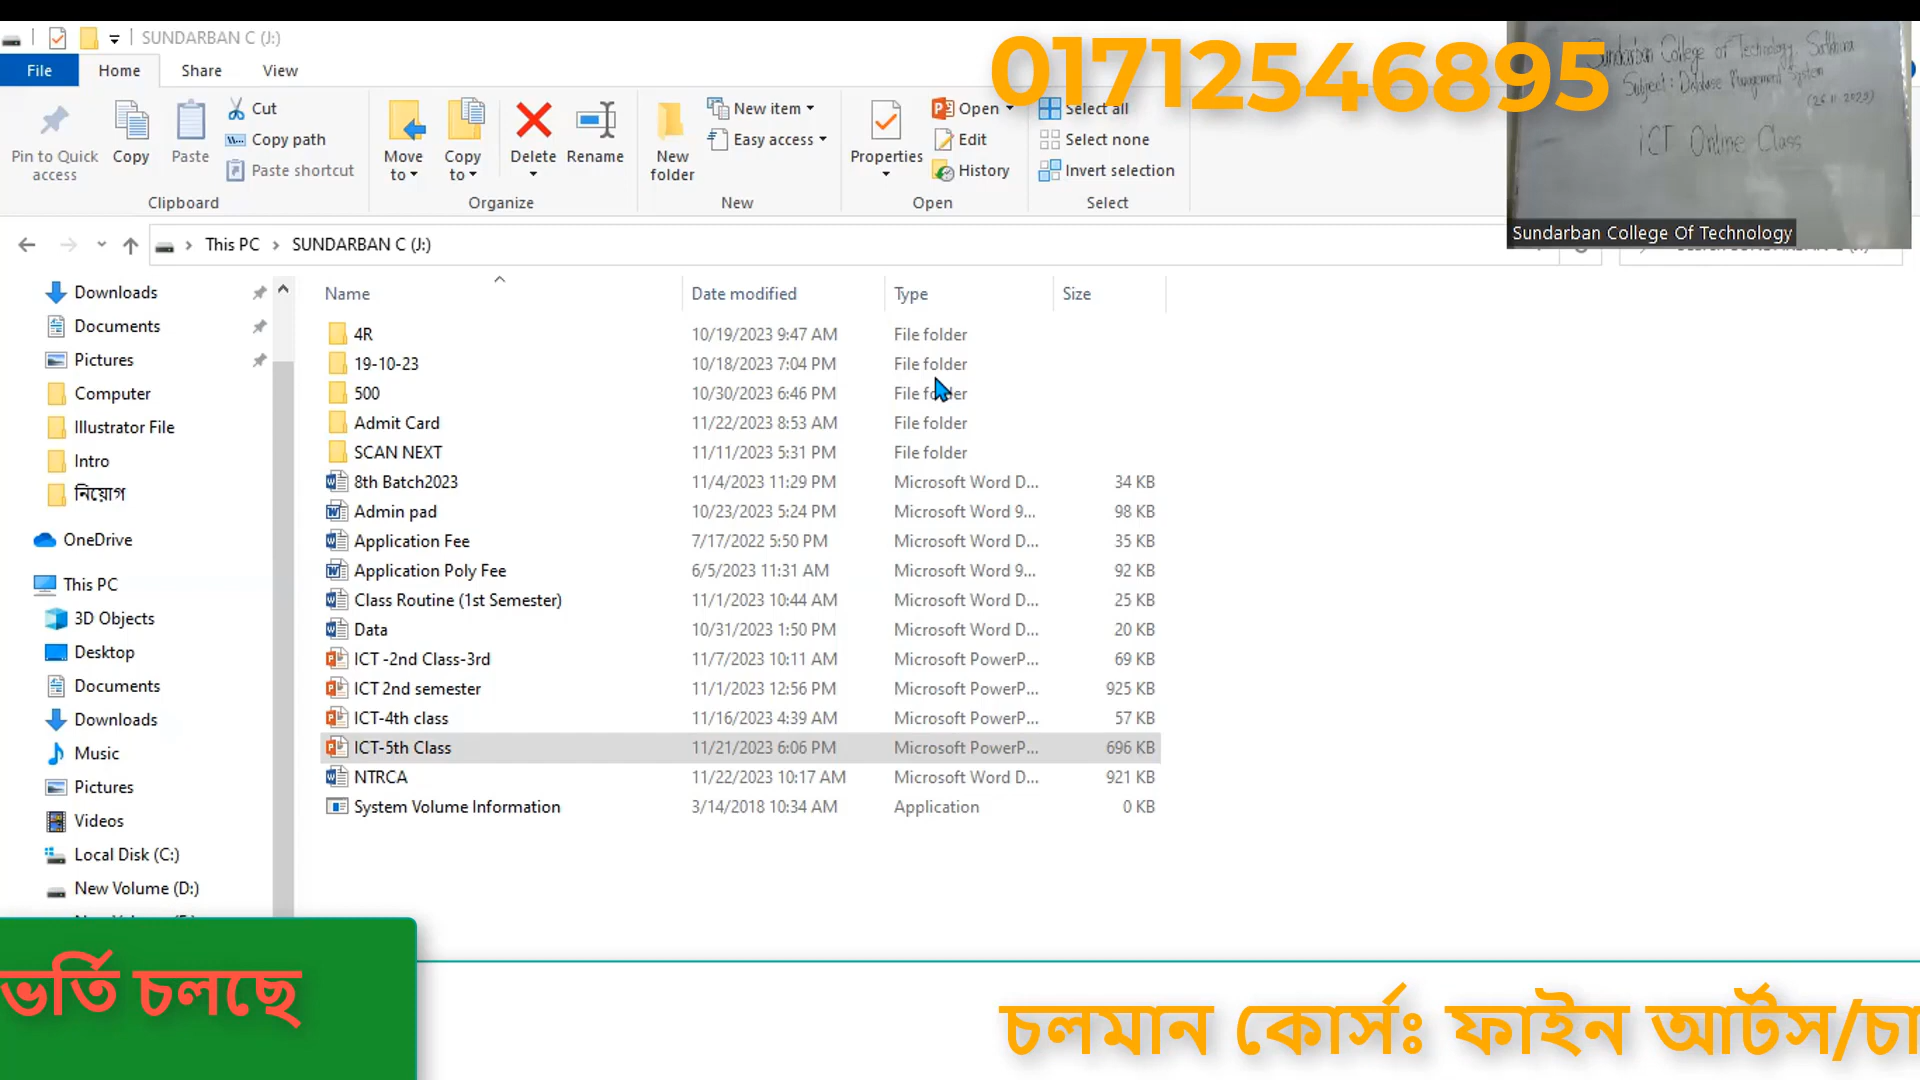 SUNDARBAN C (J:)
01712546895
File
Home
Share
View
Pin to Quick access
Copy
Paste
Cut
Copy path
Paste shortcut
Clipboard
Move to
Copy to
Delete
Rename
Organize
New folder
New item
Easy access
New
Properties
Open
Edit
History
Open
Select all
Select none
Invert selection
Select
Sundarban College of Technology,
Subject: Database Management System
ICT Online Class
Sundarban College Of Technology
This PC
SUNDARBAN C (J:)
Name Date modified Type Size
4R 10/19/2023 9:47 AM File folder
19-10-23 10/18/2023 7:04 PM File folder
500 10/30/2023 6:46 PM File folder
Admit Card 11/22/2023 8:53 AM File folder
SCAN NEXT 11/11/2023 5:31 PM File folder
8th Batch2023 11/4/2023 11:29 PM Microsoft Word D... 34 KB
Admin pad 10/23/2023 5:24 PM Microsoft Word 9... 98 KB
Application Fee 7/17/2022 5:50 PM Microsoft Word D... 35 KB
Application Poly Fee 6/5/2023 11:31 AM Microsoft Word 9... 92 KB
Class Routine (1st Semester) 11/1/2023 10:44 AM Microsoft Word D... 25 KB
Data 10/31/2023 1:50 PM Microsoft Word D... 20 KB
ICT -2nd Class-3rd 11/7/2023 10:11 AM Microsoft PowerP... 69 KB
ICT 2nd semester 11/1/2023 12:56 PM Microsoft PowerP... 925 KB
ICT-4th class 11/16/2023 4:39 AM Microsoft PowerP... 57 KB
ICT-5th Class 11/21/2023 6:06 PM Microsoft PowerP... 696 KB
NTRCA 11/22/2023 10:17 AM Microsoft Word D... 921 KB
System Volume Information 3/14/2018 10:34 AM Application 0 KB
Downloads
Documents
Pictures
Computer
Illustrator File
Intro
নিয়োগ
OneDrive
This PC
3D Objects
Desktop
Documents
Downloads
Music
Pictures
Videos
Local Disk (C:)
New Volume (D:)
ভর্তি চলছে
চলমান কোর্সঃ ফাইন আর্টস/চা